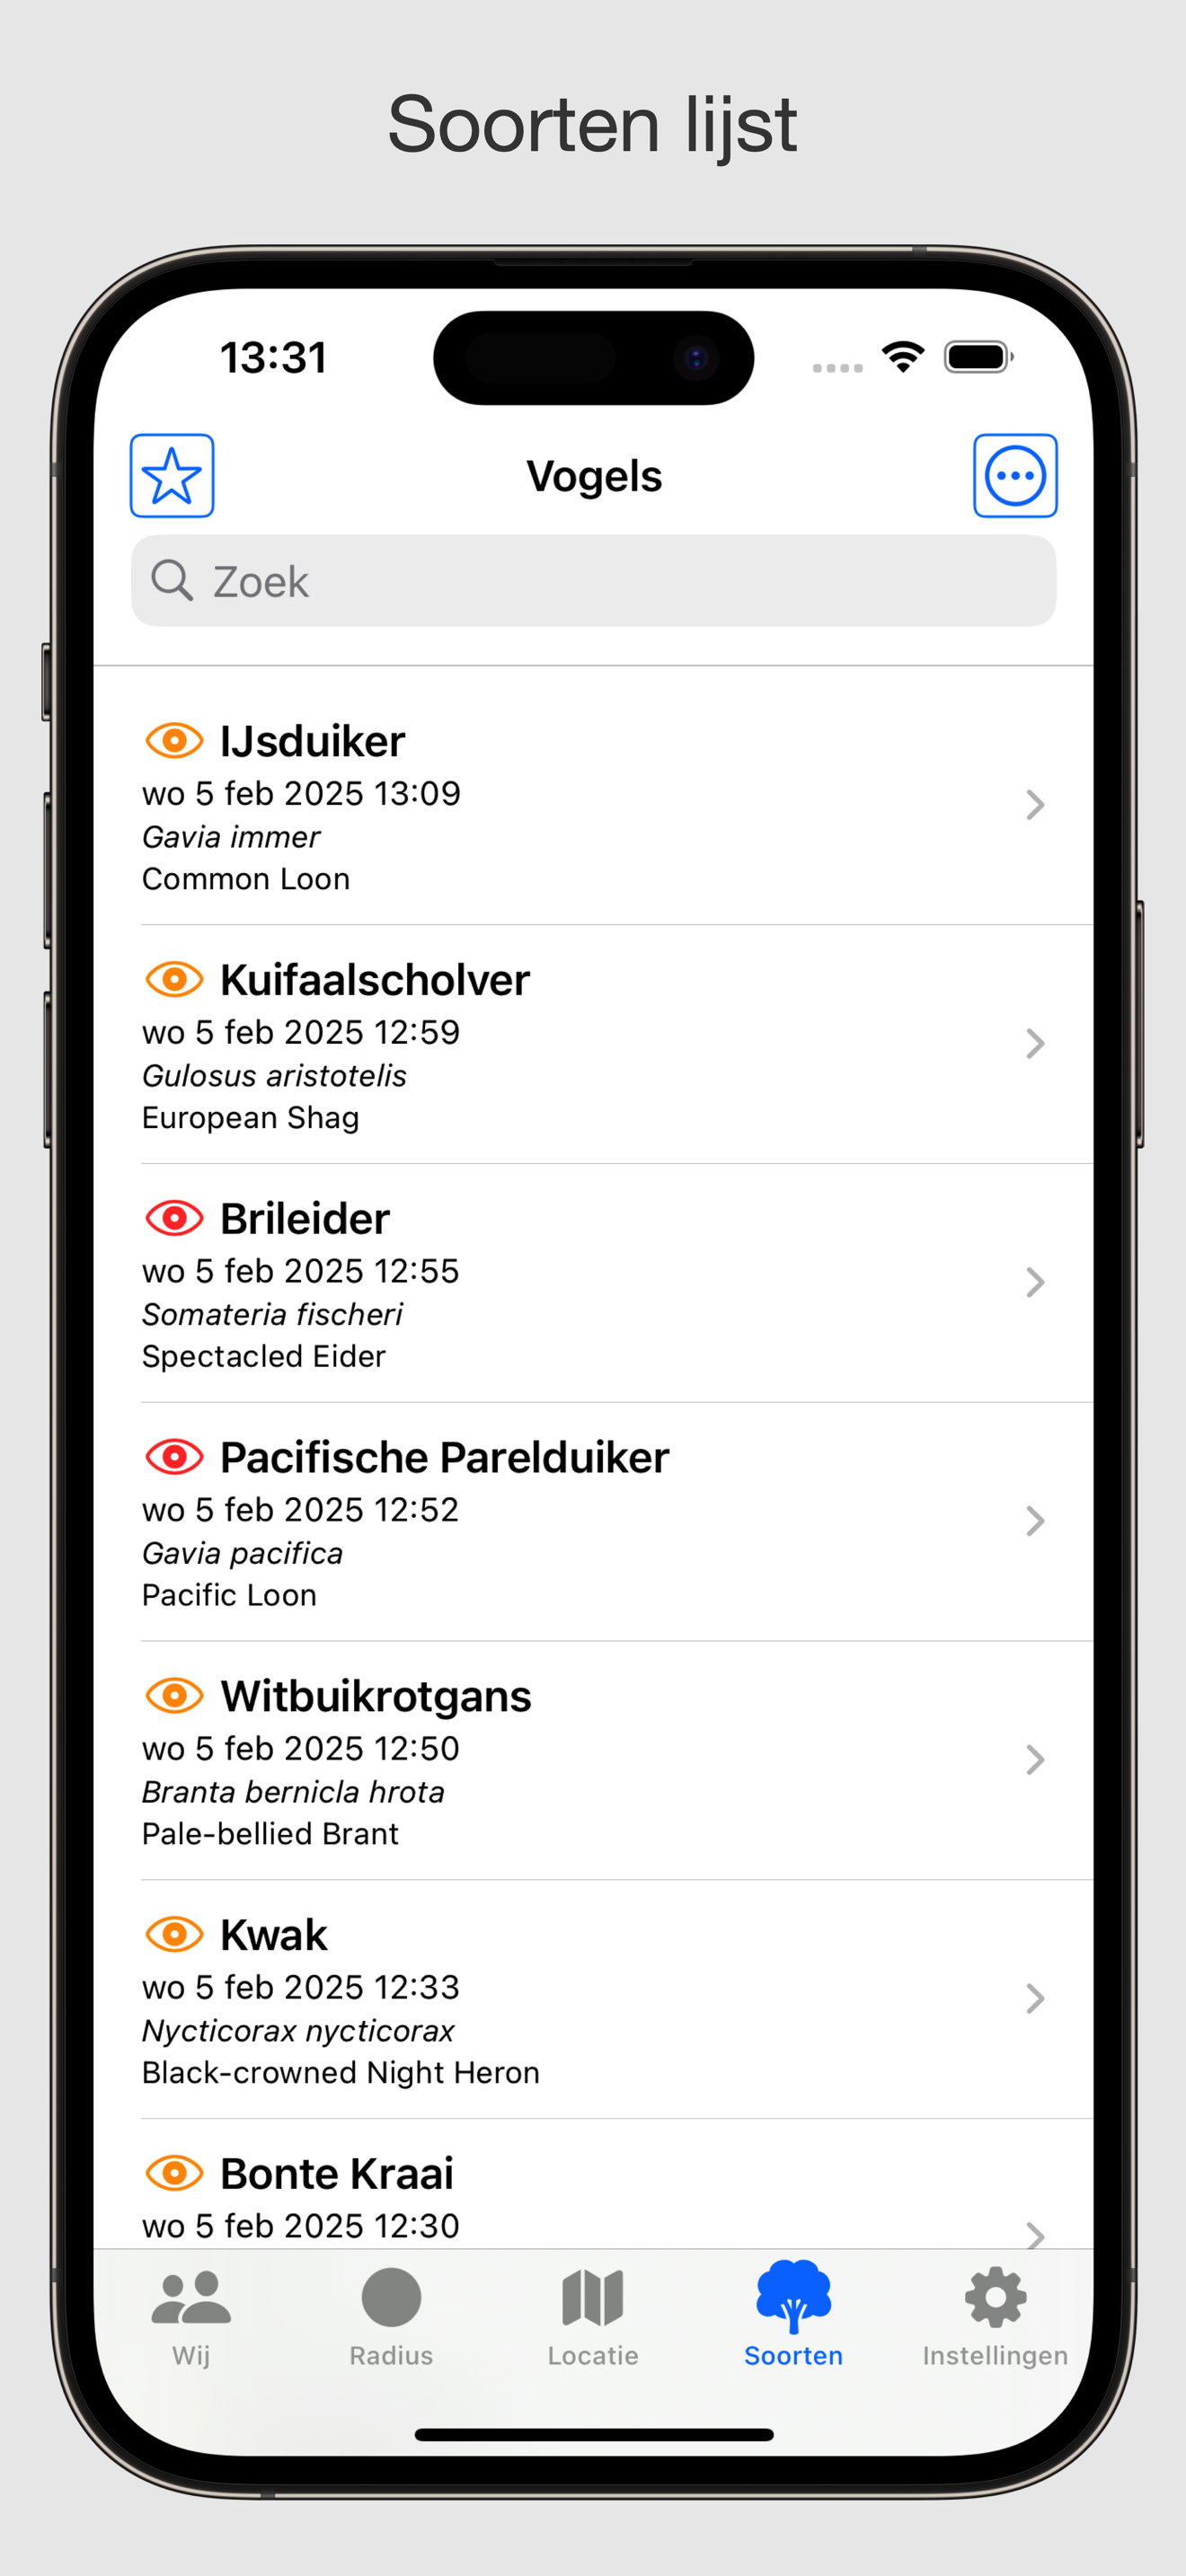 Soorten lijst
13:31
Vogels
Zoek
IJsduiker
wo 5 feb 2025 13:09
Gavia immer
Common Loon
Kuifaalscholver
wo 5 feb 2025 12:59
Gulosus aristotelis
European Shag
Brileider
wo 5 feb 2025 12:55
Somateria fischeri
Spectacled Eider
Pacifische Parelduiker
wo 5 feb 2025 12:52
Gavia pacifica
Pacific Loon
Witbuikrotgans
wo 5 feb 2025 12:50
Branta bernicla hrota
Pale-bellied Brant
Kwak
wo 5 feb 2025 12:33
Nycticorax nycticorax
Black-crowned Night Heron
Bonte Kraai
wo 5 feb 2025 12:30
Wij Radius Locatie Soorten Instellingen